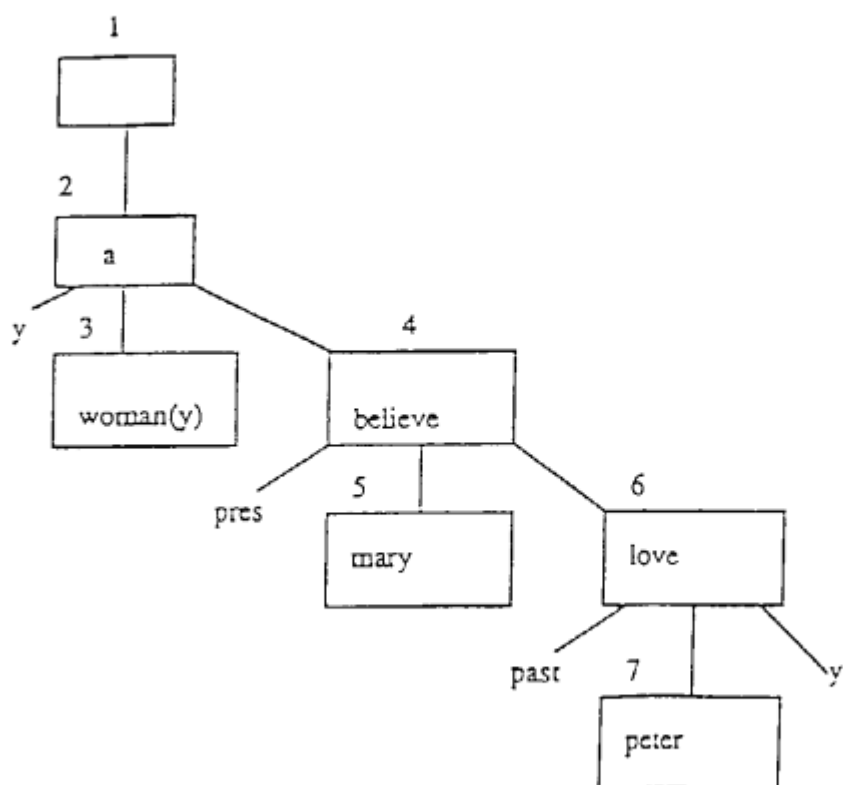 1
2
a
y
3
4
woman(y)
believe
pres
5
6
mary
love
past
7
y
peter